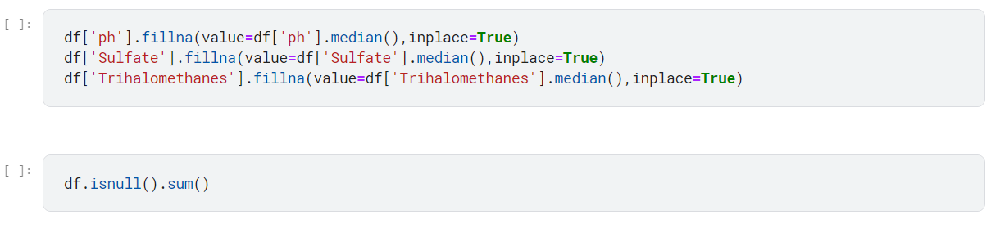 [ ]:
df['ph'].fillna(value=df['ph'].median(),inplace=True)
df['Sulfate'].fillna(value=df['Sulfate'].median(),inplace=True)
df['Trihalomethanes'].fillna(value=df['Trihalomethanes'].median(),inplace=True)
[ ]:
df.isnull().sum()